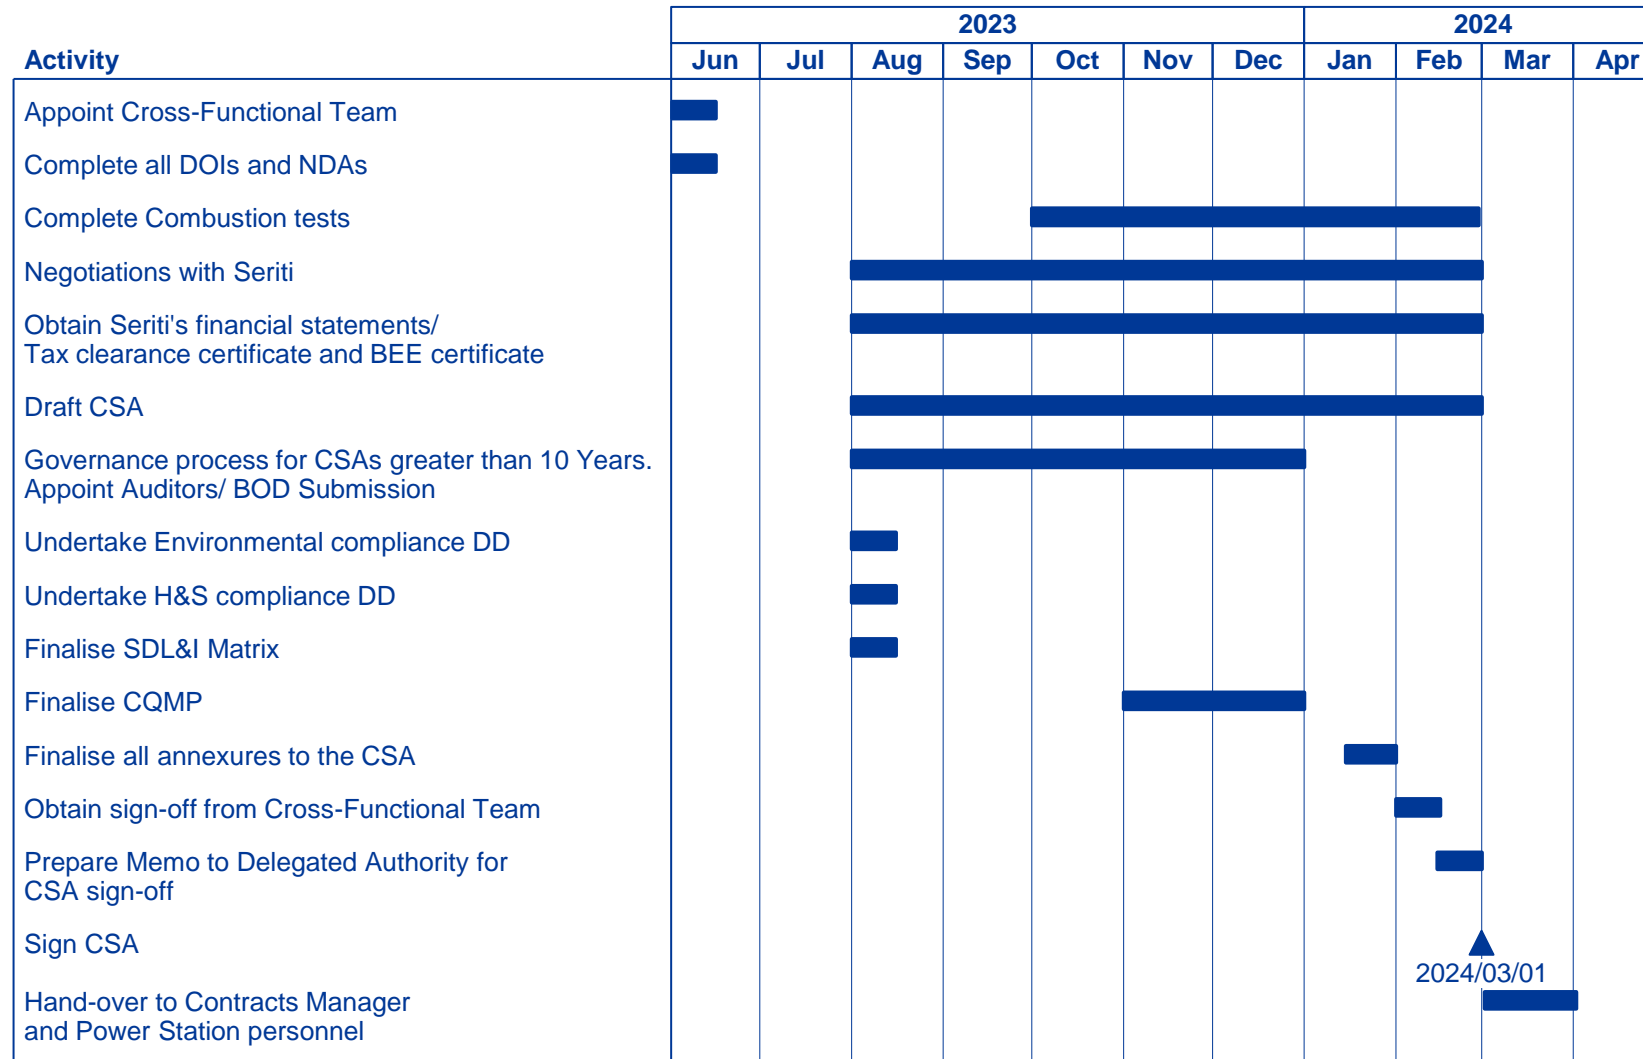 2023 2024
Activity Jun Jul Aug Sep Oct Nov Dec Jan Feb Mar Apr
Appoint Cross-Functional Team
Complete all DOIs and NDAs
Complete Combustion tests
Negotiations with Seriti
Obtain Seriti's financial statements/
Tax clearance certificate and BEE certificate
Draft CSA
Governance process for CSAs greater than 10 Years.
Appoint Auditors/ BOD Submission
Undertake Environmental compliance DD
Undertake H&S compliance DD
Finalise SDL&I Matrix
Finalise CQMP
Finalise all annexures to the CSA
Obtain sign-off from Cross-Functional Team
Prepare Memo to Delegated Authority for
CSA sign-off
Sign CSA
2024/03/01
Hand-over to Contracts Manager
and Power Station personnel